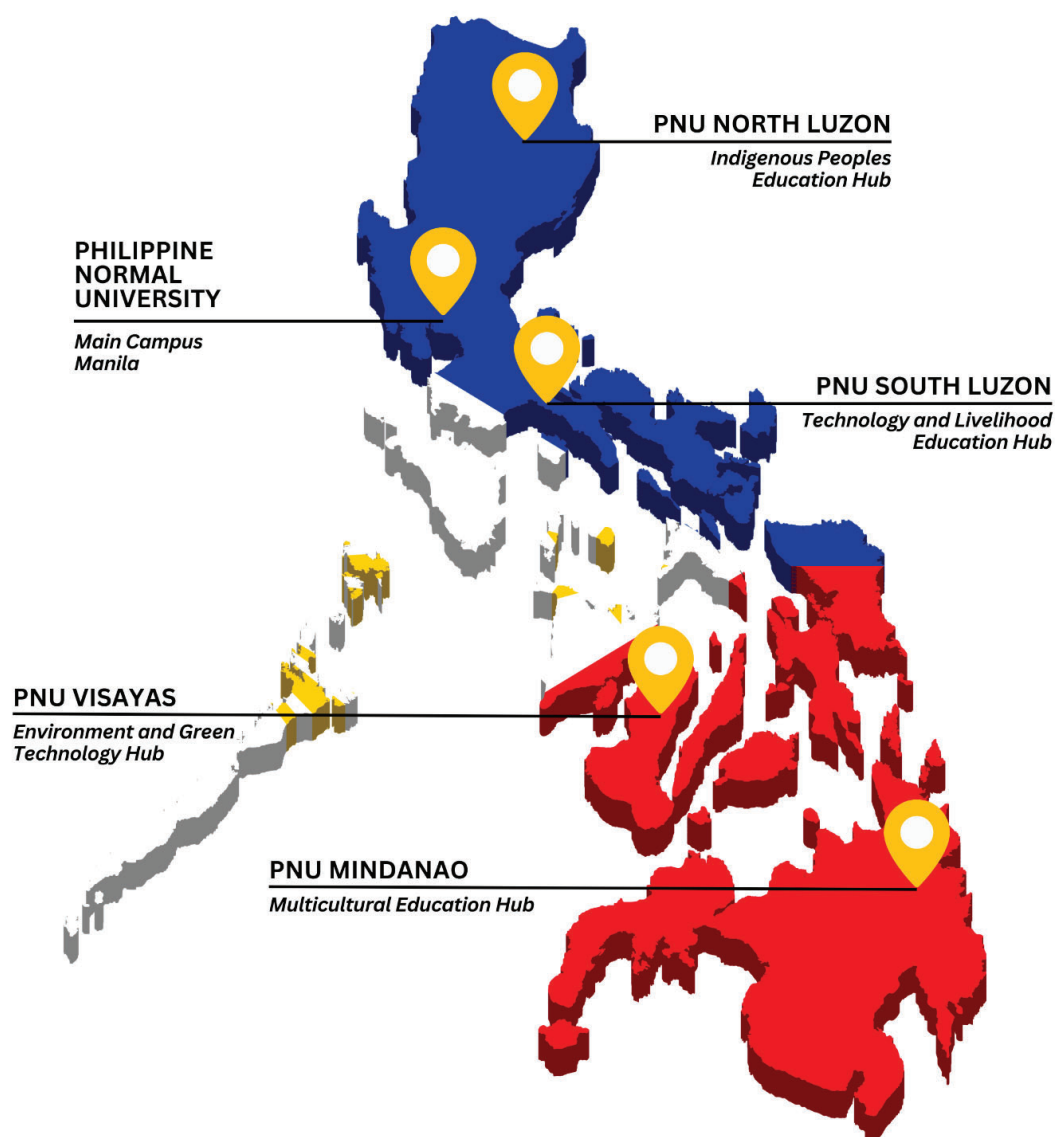 PNU NORTH LUZON
Indigenous Peoples
Education Hub
PHILIPPINE
NORMAL
UNIVERSITY
Main Campus
Manila
PNU SOUTH LUZON
Technology and Livelihood
Education Hub
PNU VISAYAS
Environment and Green
Technology Hub
PNU MINDANAO
Multicultural Education Hub